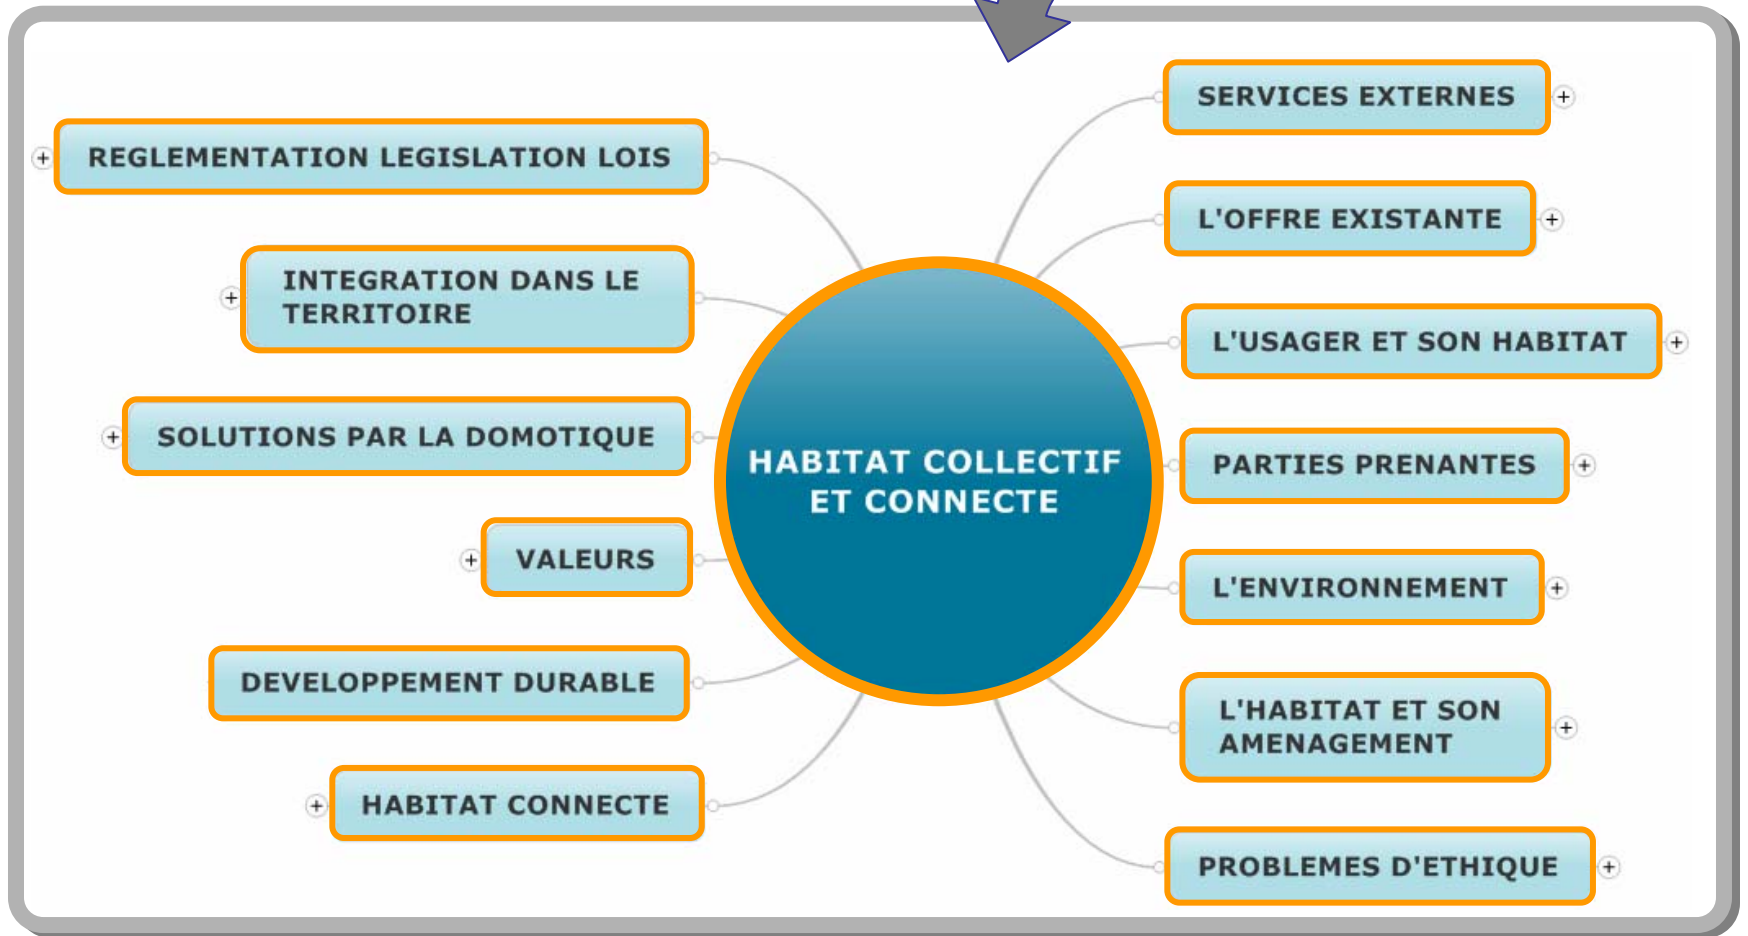 SERVICES EXTERNES
REGLEMENTATION LEGISLATION LOIS
L'OFFRE EXISTANTE
INTEGRATION DANS LE
TERRITOIRE
L'USAGER ET SON HABITAT
SOLUTIONS PAR LA DOMOTIQUE
HABITAT COLLECTIF
ET CONNECTE
PARTIES PRENANTES
VALEURS
L'ENVIRONNEMENT
DEVELOPPEMENT DURABLE
L'HABITAT ET SON
AMENAGEMENT
HABITAT CONNECTE
PROBLEMES D'ETHIQUE